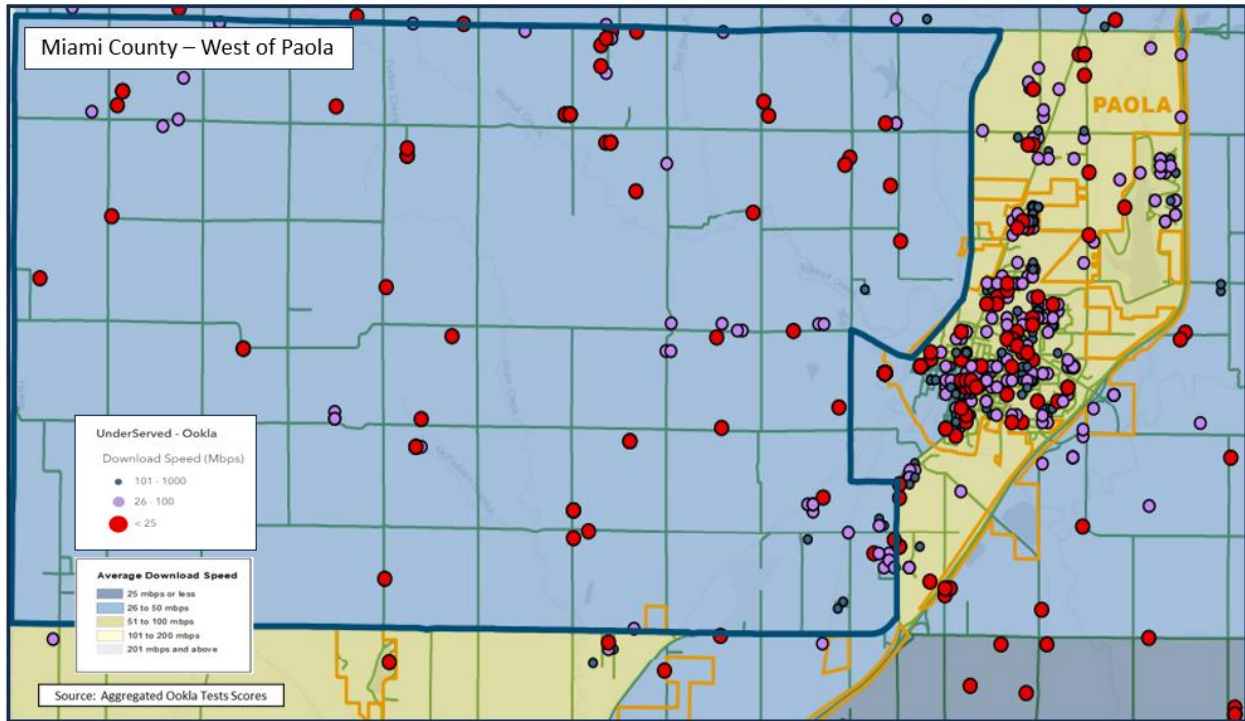 Miami County – West of Paola
PAOLA
UnderServed - Ookla
Download Speed (Mbps)
101 - 1000
26 - 100
< 25
Average Download Speed
25 mbps or less
26 to 50 mbps
51 to 100 mbps
101 to 200 mbps
201 mbps and above
Source: Aggregated Ookla Tests Scores